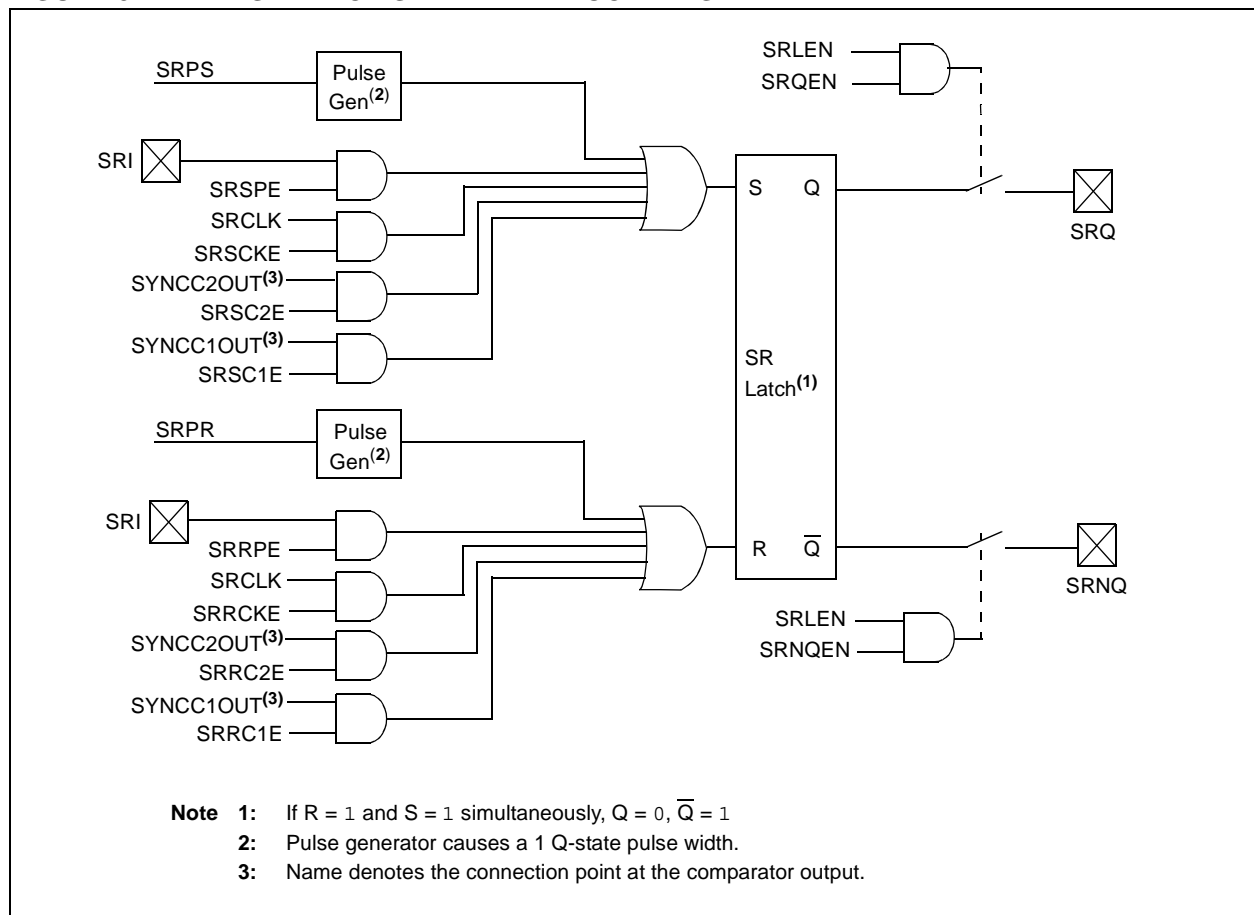 SRPS
Pulse
Gen(2)
SRLEN
SRQEN
SRI
SRSPE
SRCLK
SRSCKE
SYNCC2OUT(3)
SRSC2E
SYNCC1OUT(3)
SRSC1E
S Q
SRQ
SR
Latch(1)
SRPR
Pulse
Gen(2)
SRI
SRRPE
SRCLK
SRRCKE
SYNCC2OUT(3)
SRRC2E
SYNCC1OUT(3)
SRRC1E
R Q̅
SRNQ
SRLEN
SRNQEN
Note 1: If R = 1 and S = 1 simultaneously, Q = 0, Q̅ = 1
2: Pulse generator causes a 1 Q-state pulse width.
3: Name denotes the connection point at the comparator output.